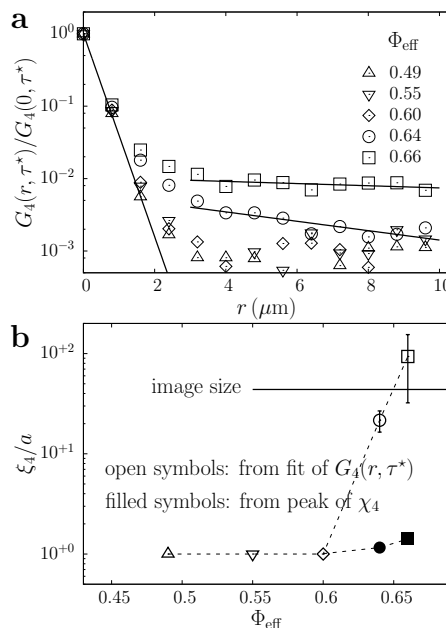 a
10^0
10^{-1}
10^{-2}
10^{-3}
G_4(r, τ^⋆)/G_4(0, τ^⋆)
Φ_eff
0.49
0.55
0.60
0.64
0.66
0 2 4 6 8 10
r (μm)
b
10^{+2}
10^{+1}
10^{+0}
ξ_4/a
image size
open symbols: from fit of G_4(r, τ^⋆)
filled symbols: from peak of χ_4
0.45 0.5 0.55 0.6 0.65
Φ_eff